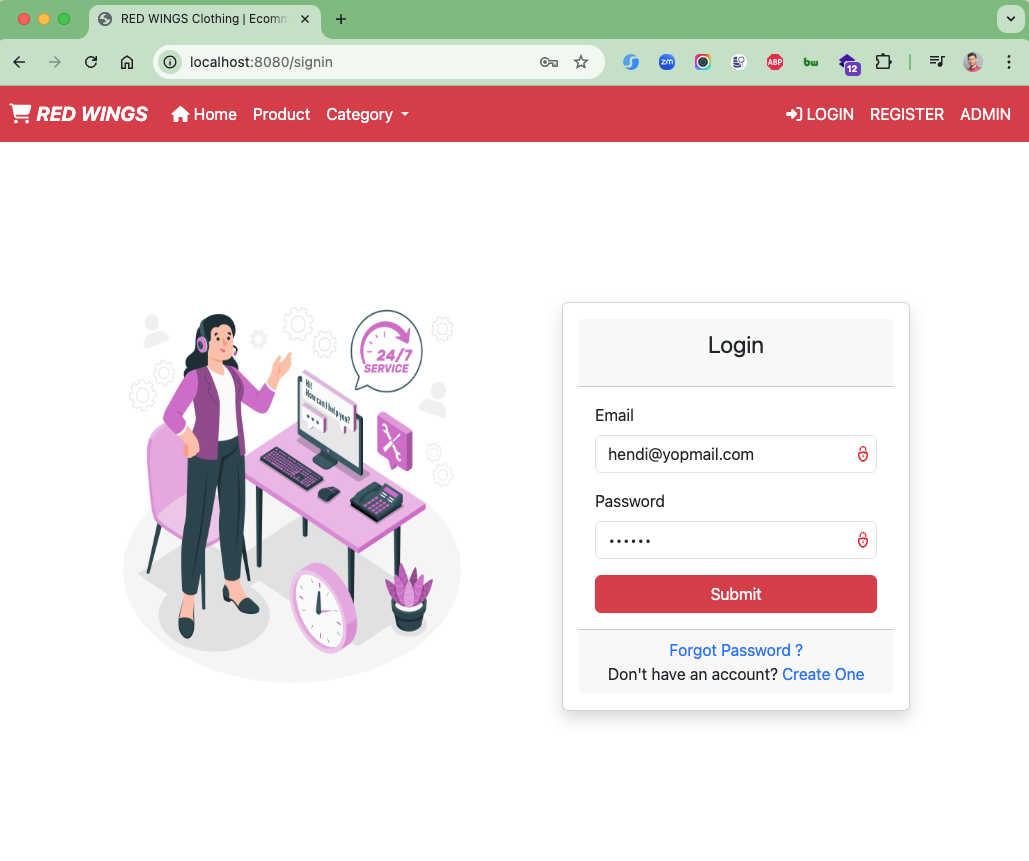 RED WINGS Clothing | Ecomm
localhost:8080/signin
zm
ABP
bw
12
RED WINGS
Home
Product
Category
LOGIN
REGISTER
ADMIN
24/7
SERVICE
Hi!
How can I help you?
Login
Email
hendi@yopmail.com
Password
••••••
Submit
Forgot Password ?
Don't have an account? Create One